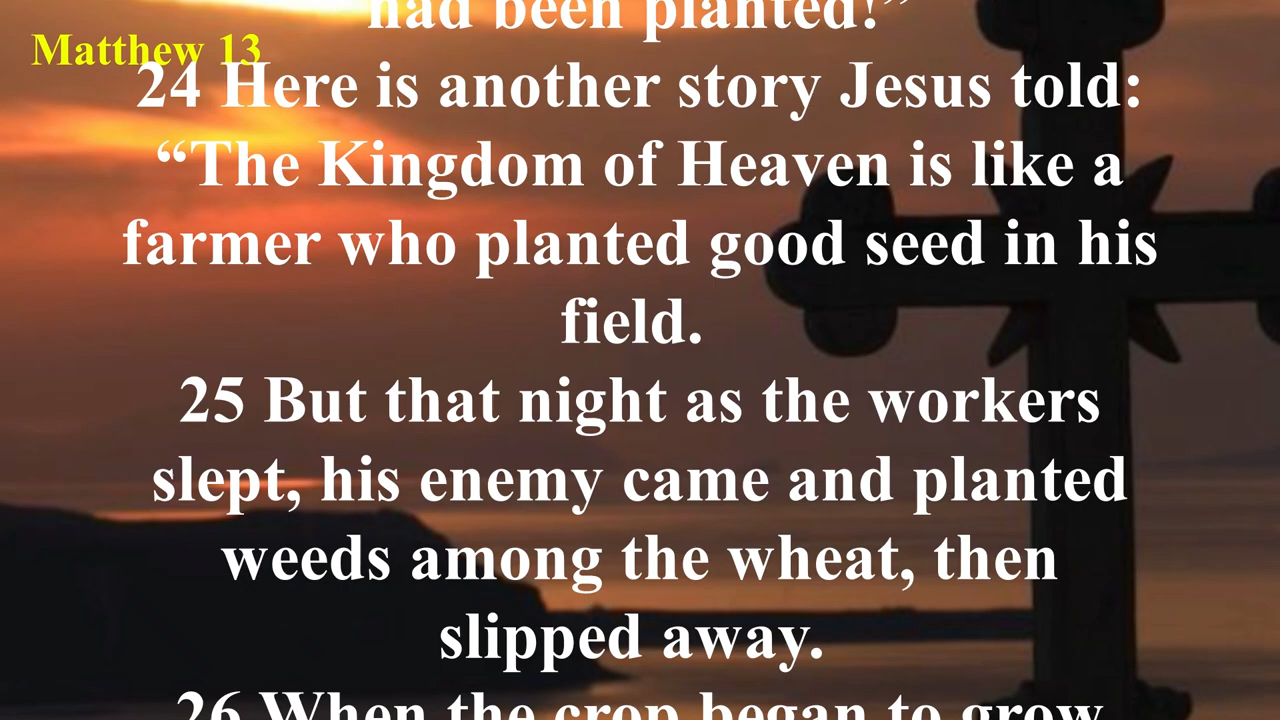 had been planted!”
Matthew 13
24 Here is another story Jesus told:
“The Kingdom of Heaven is like a
farmer who planted good seed in his
field.
25 But that night as the workers
slept, his enemy came and planted
weeds among the wheat, then
slipped away.
26 When the crop began to grow